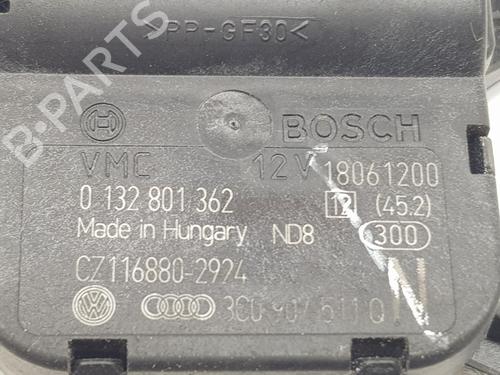 >PP-GF30<
B-PARTS
BOSCH
VMC 12V 18061200
0 132 801 362 12 (45.2)
Made in Hungary ND8 300
CZ116880-2924
3C0 907 511 Q N